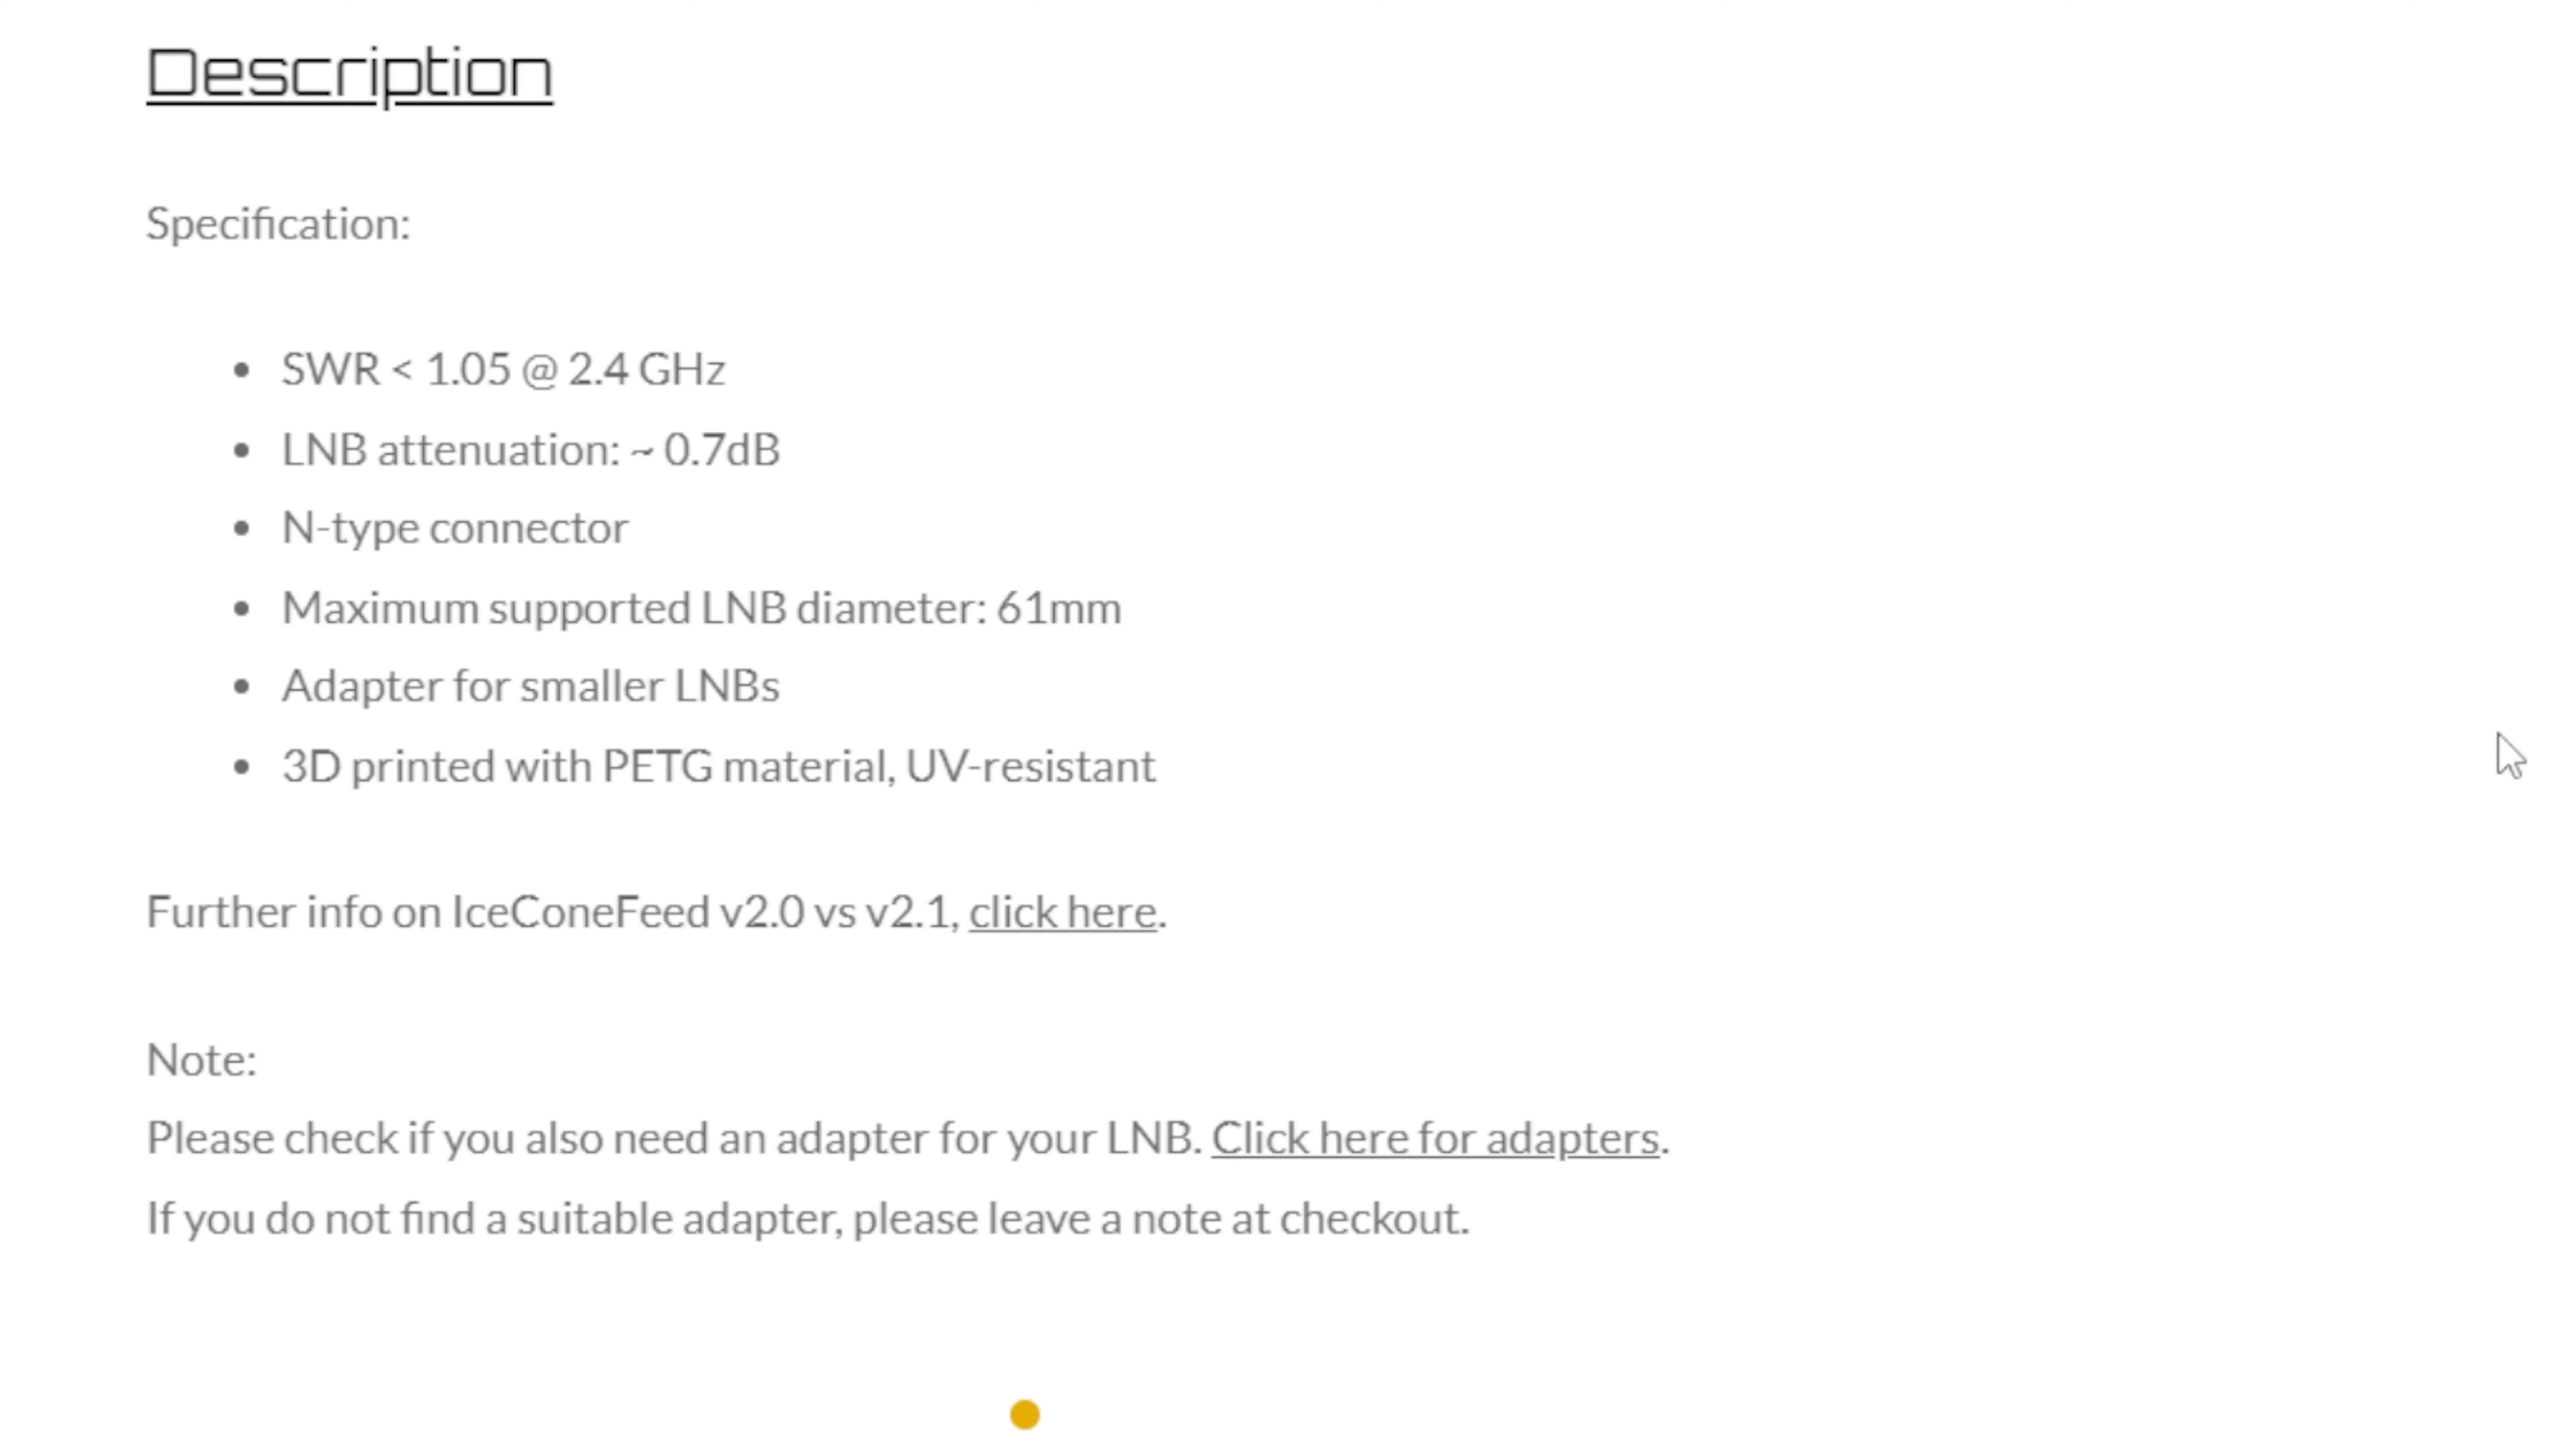 Description
Specification:
SWR < 1.05 @ 2.4 GHz
LNB attenuation: ~ 0.7dB
N-type connector
Maximum supported LNB diameter: 61mm
Adapter for smaller LNBs
3D printed with PETG material, UV-resistant
Further info on IceConeFeed v2.0 vs v2.1, click here.
Note:
Please check if you also need an adapter for your LNB. Click here for adapters.
If you do not find a suitable adapter, please leave a note at checkout.